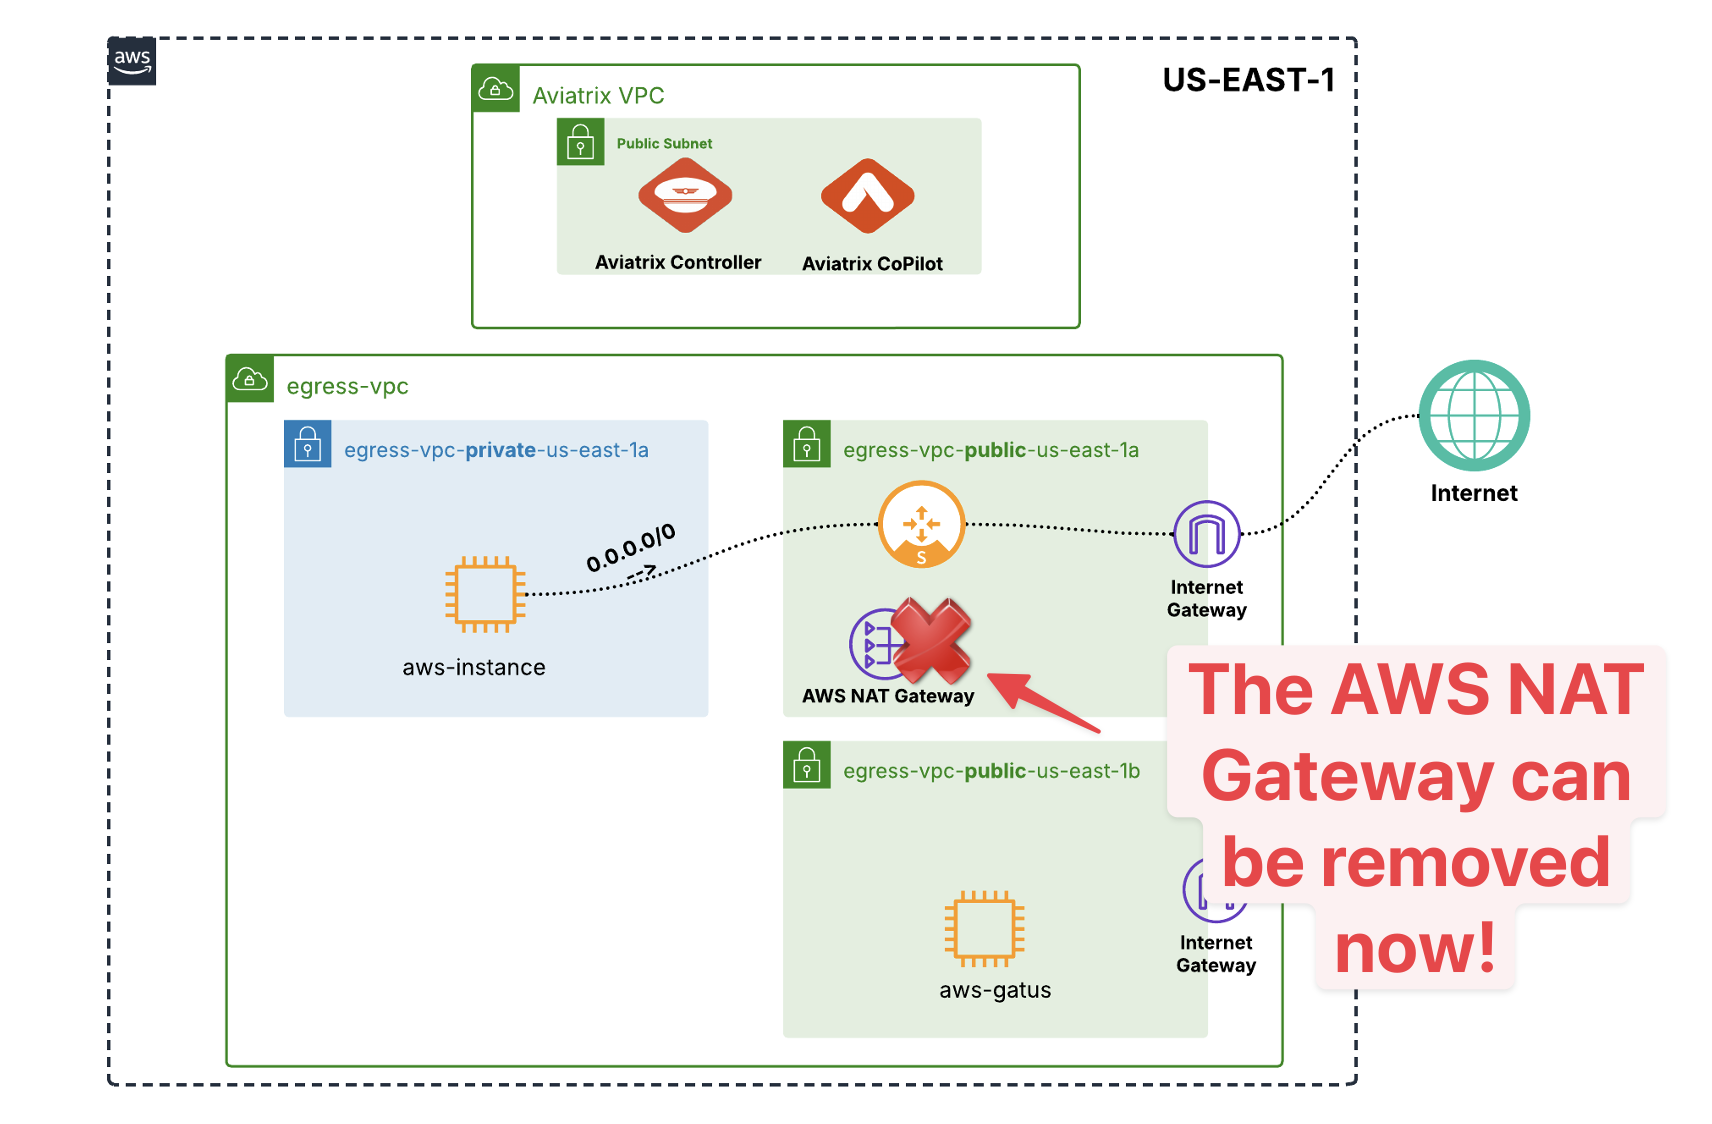 aws
US-EAST-1
Aviatrix VPC
Public Subnet
Aviatrix Controller
Aviatrix CoPilot
egress-vpc
egress-vpc-private-us-east-1a
egress-vpc-public-us-east-1a
0.0.0.0/0
S
Internet
Internet
Gateway
aws-instance
AWS NAT Gateway
The AWS NAT
Gateway can
be removed
now!
egress-vpc-public-us-east-1b
Internet
Gateway
aws-gatus